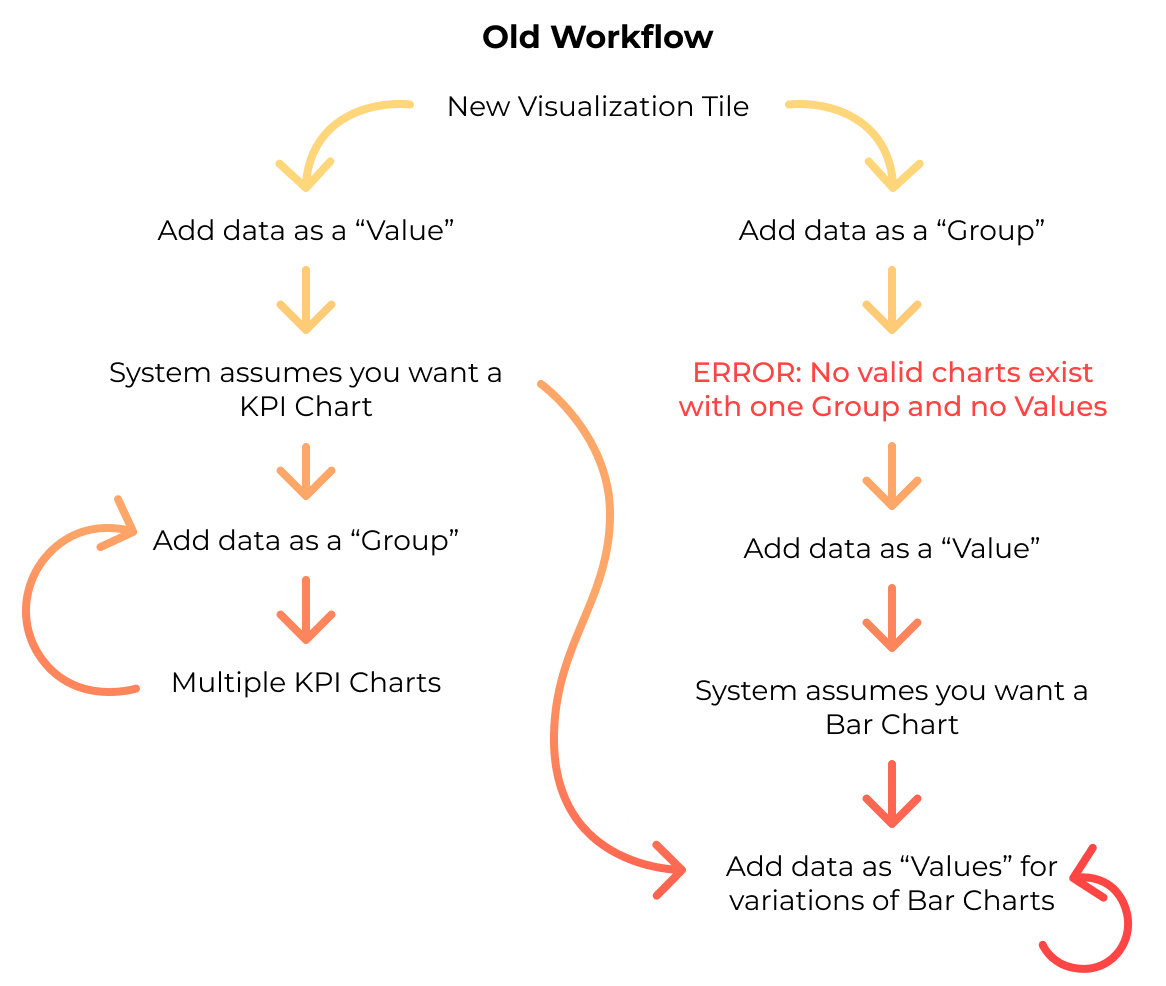 Old Workflow
New Visualization Tile
Add data as a “Value”
System assumes you want a
KPI Chart
Add data as a “Group”
Multiple KPI Charts
Add data as a “Group”
ERROR: No valid charts exist
with one Group and no Values
Add data as a “Value”
System assumes you want a
Bar Chart
Add data as “Values” for
variations of Bar Charts